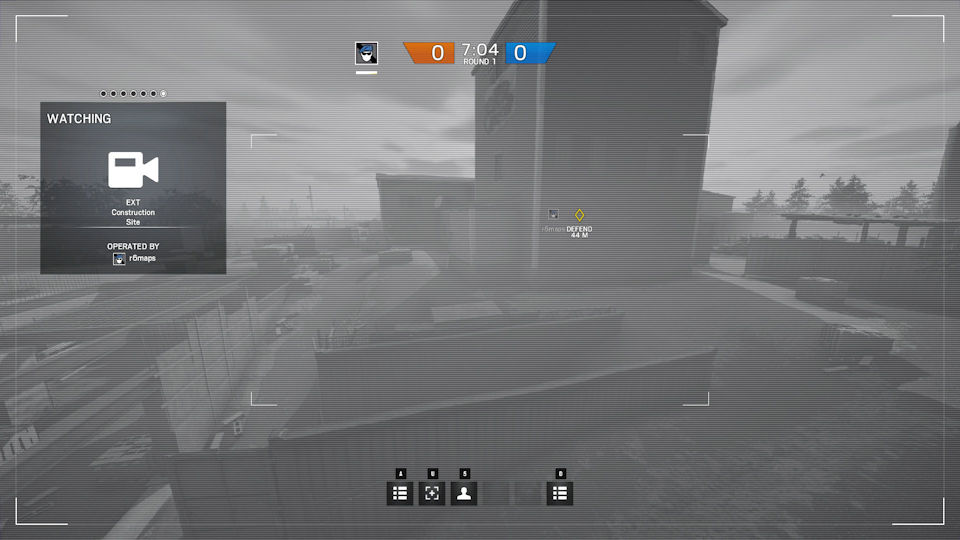 0 7:04 0
ROUND 1
WATCHING
EXT
Construction
Site
OPERATED BY
r6maps
r6maps DEFEND
44 M
A
U
S
D